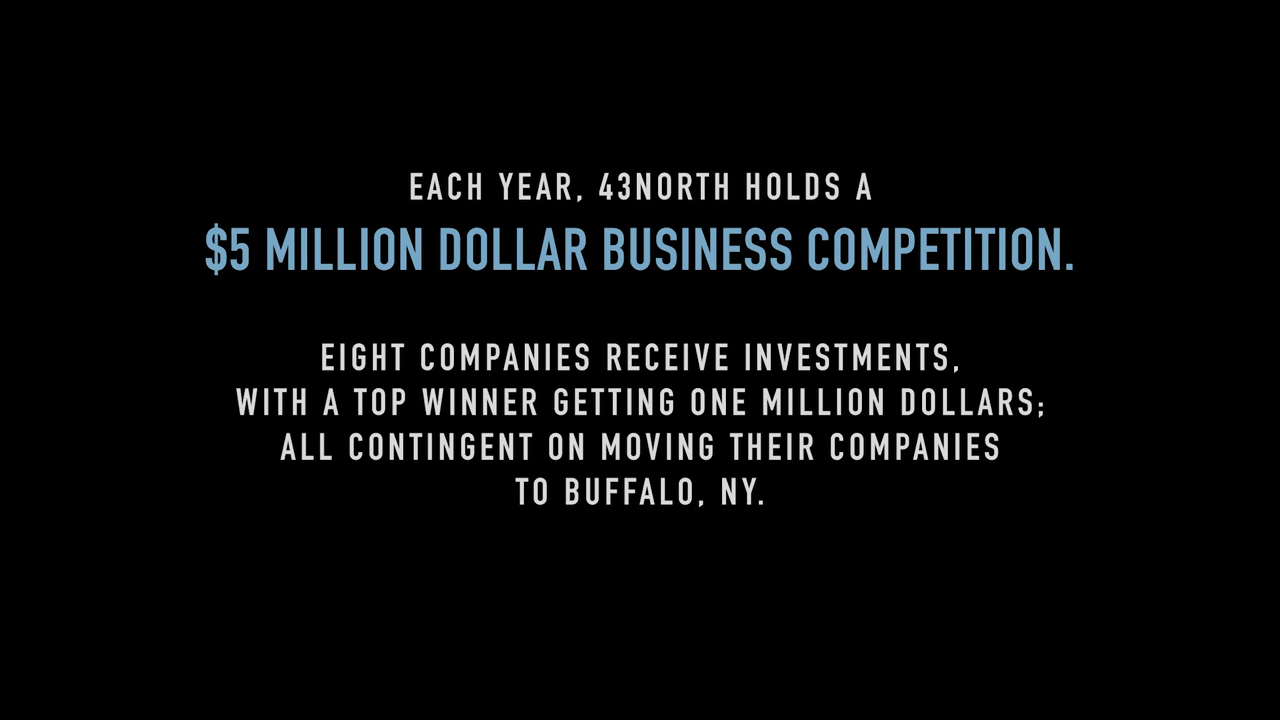 EACH YEAR, 43NORTH HOLDS A
$5 MILLION DOLLAR BUSINESS COMPETITION.
EIGHT COMPANIES RECEIVE INVESTMENTS,
WITH A TOP WINNER GETTING ONE MILLION DOLLARS;
ALL CONTINGENT ON MOVING THEIR COMPANIES
TO BUFFALO, NY.